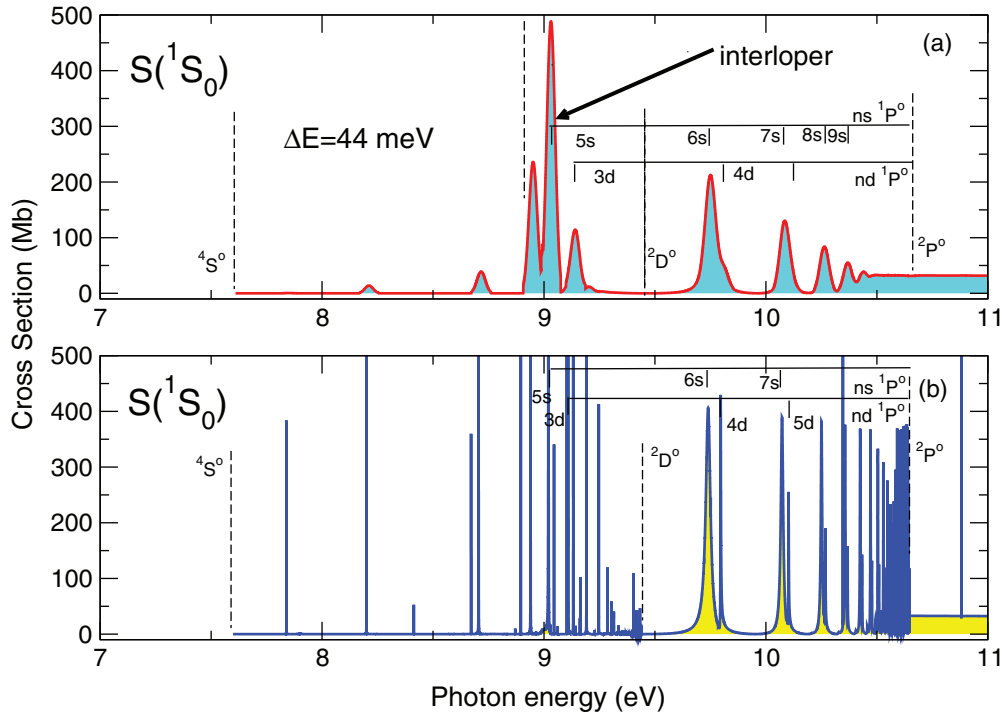 500
400
300
200
100
0
S(¹S₀)
ΔE=44 meV
interloper
(a)
ns ¹Pᵒ
5s 6s 7s 8s 9s
3d 4d
nd ¹Pᵒ
⁴Sᵒ
²Dᵒ
²Pᵒ
7 8 9 10 11
Cross Section (Mb)
500
400
300
200
100
0
S(¹S₀)
(b)
5s 6s 7s ns ¹Pᵒ
3d 4d 5d nd ¹Pᵒ
⁴Sᵒ
²Dᵒ
²Pᵒ
7 8 9 10 11
Photon energy (eV)